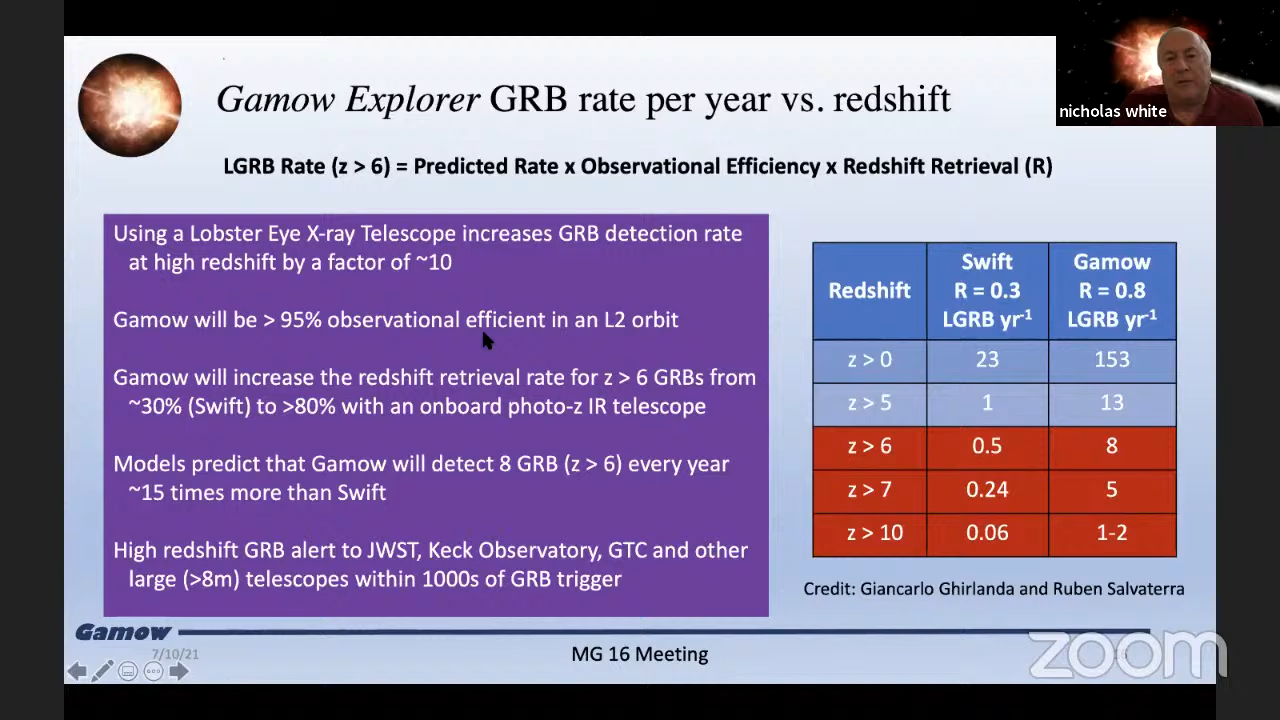 nicholas white
Gamow Explorer GRB rate per year vs. redshift
LGRB Rate (z > 6) = Predicted Rate x Observational Efficiency x Redshift Retrieval (R)
Using a Lobster Eye X-ray Telescope increases GRB detection rate
at high redshift by a factor of ~10
Gamow will be > 95% observational efficient in an L2 orbit
Gamow will increase the redshift retrieval rate for z > 6 GRBs from
~30% (Swift) to >80% with an onboard photo-z IR telescope
Models predict that Gamow will detect 8 GRB (z > 6) every year
~15 times more than Swift
High redshift GRB alert to JWST, Keck Observatory, GTC and other
large (>8m) telescopes within 1000s of GRB trigger
Redshift Swift R = 0.3 LGRB yr-1 Gamow R = 0.8 LGRB yr-1
z > 0 23 153
z > 5 1 13
z > 6 0.5 8
z > 7 0.24 5
z > 10 0.06 1-2
Credit: Giancarlo Ghirlanda and Ruben Salvaterra
Gamow
7/10/21
MG 16 Meeting
zoom